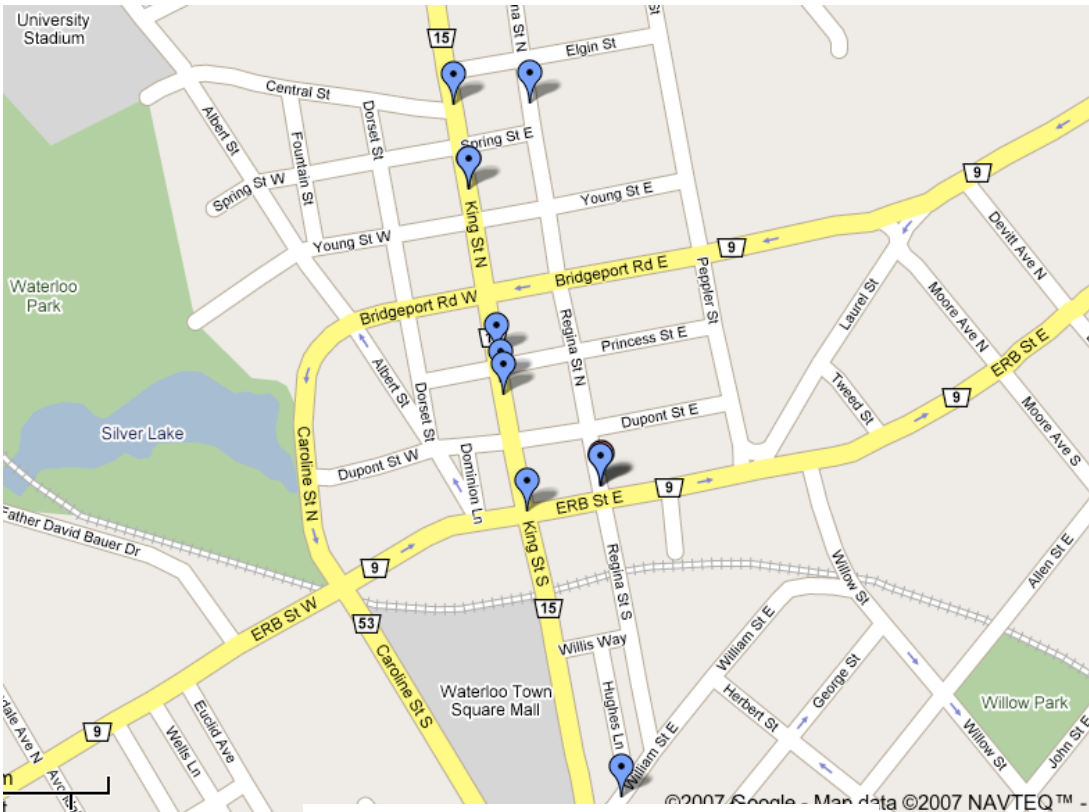 University
Stadium
15
na St N
St
Elgin St
Central St
Albert St
Fountain St
Dorset St
Spring St E
Spring St W
Young St E
Young St W
King St N
9
9
Devitt Ave N
Waterloo
Park
Bridgeport Rd E
Bridgeport Rd W
Peppler St
Laurel St
Moore Ave N
Regina St N
Princess St E
ERB St E
Albert St
Dorset St
Tweed St
9
Moore Ave S
Silver Lake
Dupont St E
Dupont St W
Dominion Ln
Caroline St N
9
ERB St E
Father David Bauer Dr
King St S
Regina St S
Willow St
Allen St E
9
ERB St W
53
15
William St E
Willis Way
Caroline St S
Waterloo Town
Square Mall
Hughes Ln
Herbert St
George St
Willow Park
Willow St
John St E
William St E
dale Ave N
Euclid Ave
Wells Ln
9
m
t
©2007 Google - Map data ©2007 NAVTEQ™ -